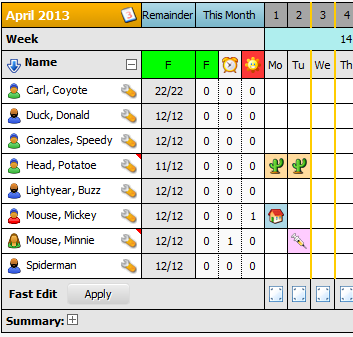 April 2013 3 Remainder This Month 1 2 3 4
Week 14
Name F F Mo Tu We Th
Carl, Coyote 22/22 0 0 0
Duck, Donald 12/12 0 0 0
Gonzales, Speedy 12/12 0 0 0
Head, Potatoe 11/12 0 0 0
Lightyear, Buzz 12/12 0 0 0
Mouse, Mickey 12/12 0 0 1
Mouse, Minnie 12/12 0 1 0
Spiderman 12/12 0 0 0
Fast Edit Apply
Summary: